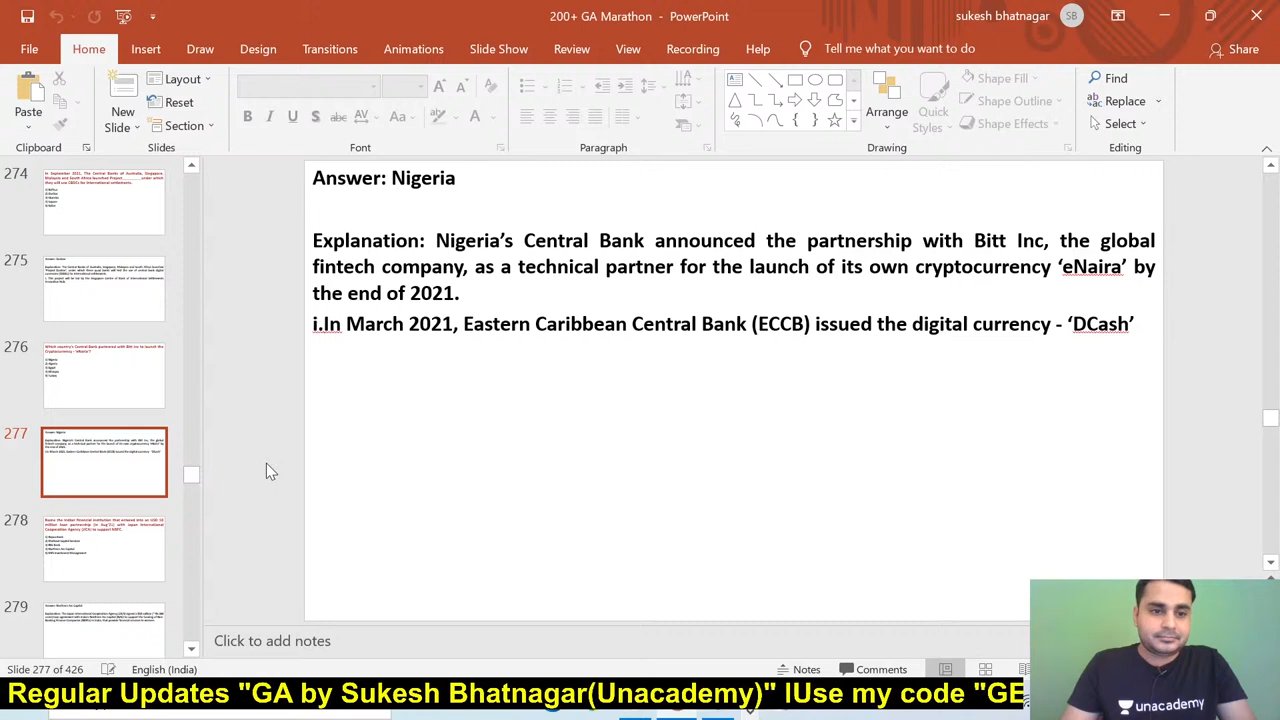 200+ GA Marathon - PowerPoint
sukesh bhatnagar
SB
File
Home
Insert
Draw
Design
Transitions
Animations
Slide Show
Review
View
Recording
Help
Tell me what you want to do
Share
Paste
New
Slide
Layout
Reset
Section
B
I
U
S
abc
AV
Aa
A
Arrange
Quick
Styles
Shape Fill
Shape Outline
Shape Effects
Find
Replace
Select
Clipboard
Slides
Font
Paragraph
Drawing
Editing
274
275
276
277
278
279
Answer: Nigeria
Explanation: Nigeria’s Central Bank announced the partnership with Bitt Inc, the global
fintech company, as a technical partner for the launch of its own cryptocurrency ‘eNaira’ by
the end of 2021.
i.In March 2021, Eastern Caribbean Central Bank (ECCB) issued the digital currency - ‘DCash’
Click to add notes
Slide 277 of 426
English (India)
Notes
Comments
unacademy
Regular Updates "GA by Sukesh Bhatnagar(Unacademy)" lUse my code "GE